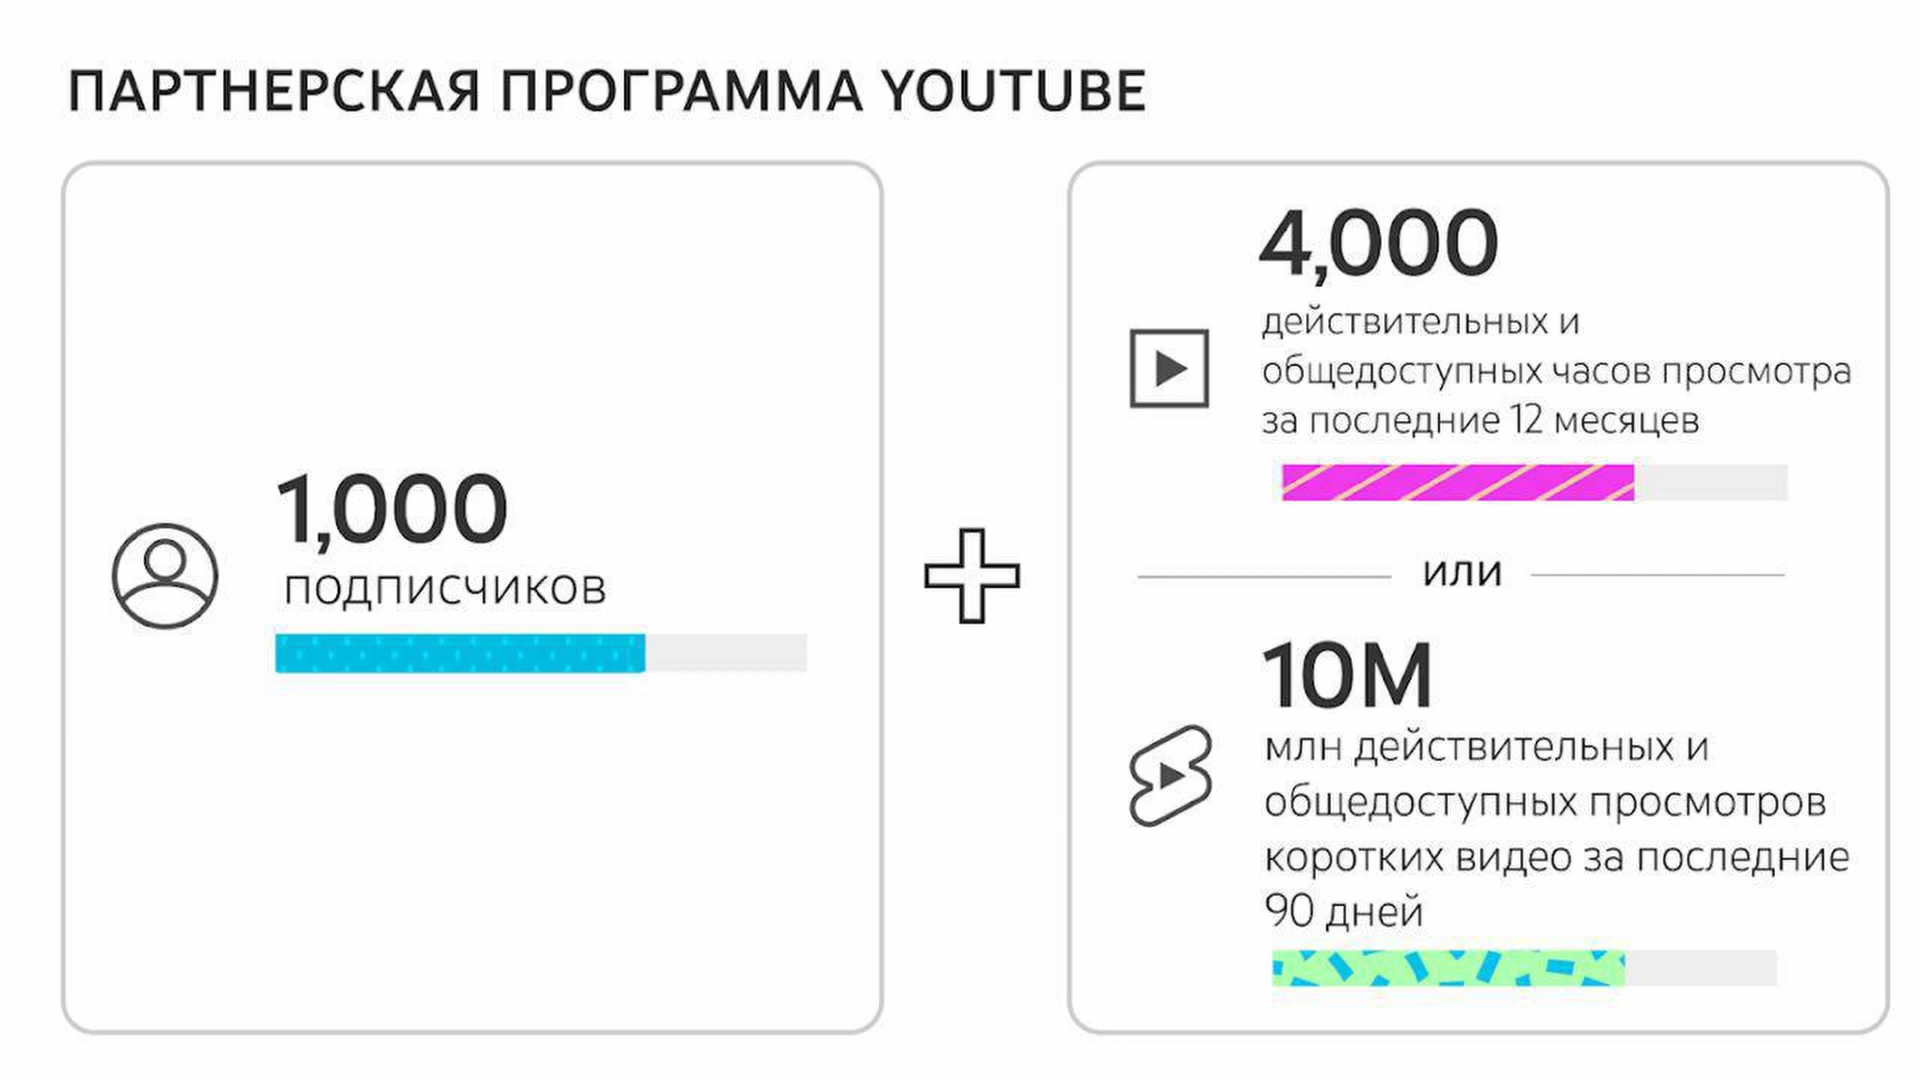 ПАРТНЕРСКАЯ ПРОГРАММА YOUTUBE
1,000
подписчиков
4,000
действительных и
общедоступных часов просмотра
за последние 12 месяцев
или
10М
млн действительных и
общедоступных просмотров
коротких видео за последние
90 дней